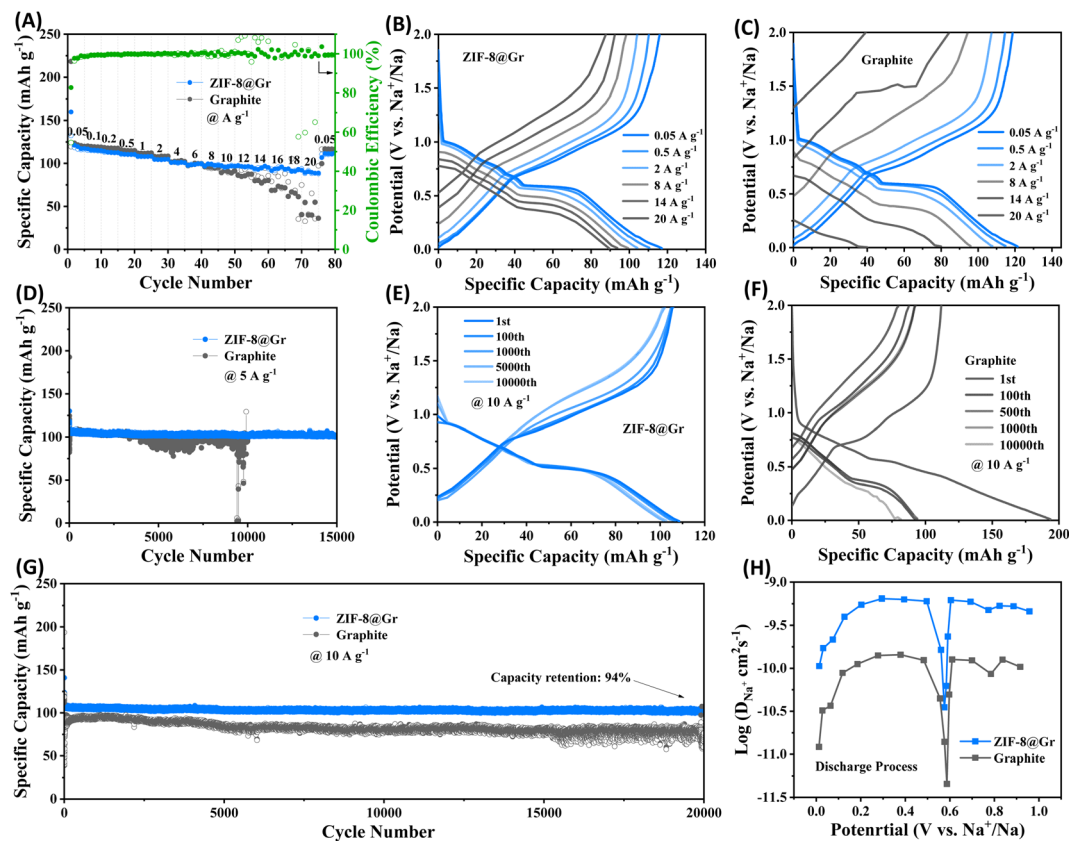 (A)
250
200
150
100
50
0
Specific Capacity (mAh g-1)
ZIF-8@Gr
Graphite
@ A g-1
0.05 0.1 0.2 0.5 1 2 4 6 8 10 12 14 16 18 20 0.05
0 10 20 30 40 50 60 70 80
Cycle Number
120
100
80
60
40
20
0
Coulombic Efficiency (%)
(B)
2.0
1.5
1.0
0.5
0.0
Potential (V vs. Na+/Na)
ZIF-8@Gr
0.05 A g-1
0.5 A g-1
2 A g-1
8 A g-1
14 A g-1
20 A g-1
0 20 40 60 80 100 120 140
Specific Capacity (mAh g-1)
(C)
2.0
1.5
1.0
0.5
0.0
Potential (V vs. Na+/Na)
Graphite
0.05 A g-1
0.5 A g-1
2 A g-1
8 A g-1
14 A g-1
20 A g-1
0 20 40 60 80 100 120 140
Specific Capacity (mAh g-1)
(D)
250
200
150
100
50
0
Specific Capacity (mAh g-1)
ZIF-8@Gr
Graphite
@ 5 A g-1
0 5000 10000 15000
Cycle Number
(E)
2.0
1.5
1.0
0.5
0.0
Potential (V vs. Na+/Na)
1st
100th
1000th
5000th
10000th
@ 10 A g-1
ZIF-8@Gr
0 20 40 60 80 100 120
Specific Capacity (mAh g-1)
(F)
2.0
1.5
1.0
0.5
0.0
Potential (V vs. Na+/Na)
Graphite
1st
100th
500th
1000th
10000th
@ 10 A g-1
0 50 100 150 200
Specific Capacity (mAh g-1)
(G)
250
200
150
100
50
0
Specific Capacity (mAh g-1)
ZIF-8@Gr
Graphite
@ 10 A g-1
Capacity retention: 94%
0 5000 10000 15000 20000
Cycle Number
(H)
-9.0
-9.5
-10.0
-10.5
-11.0
-11.5
Log (DNa+ cm2s-1)
ZIF-8@Gr
Graphite
Discharge Process
0.0 0.2 0.4 0.6 0.8 1.0
Potenrtial (V vs. Na+/Na)